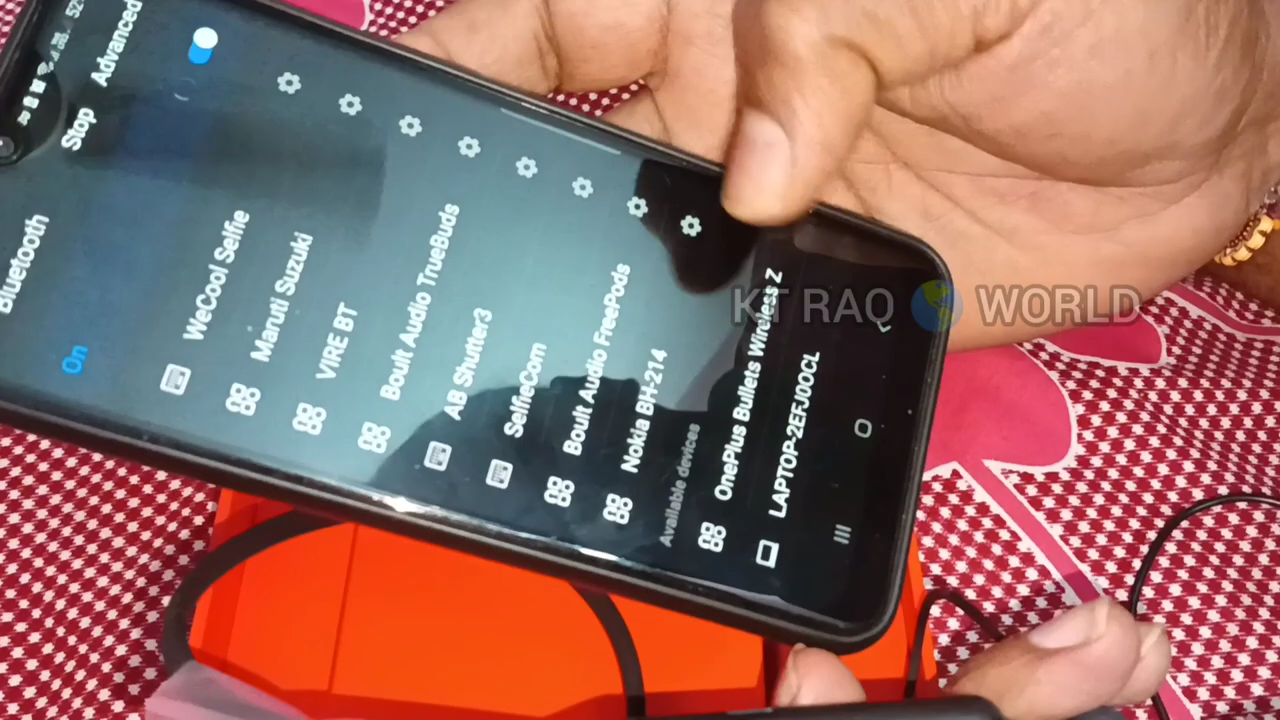 Stop Advanced
Bluetooth
On
WeCool Selfie
Maruti Suzuki
VIRE BT
Boult Audio TrueBuds
AB Shutter3
SelfieCom
Boult Audio FreePods
Nokia BH-214
Available devices
OnePlus Bullets Wireless Z
LAPTOP-2EFJ0OCL
KT RAQ WORLD